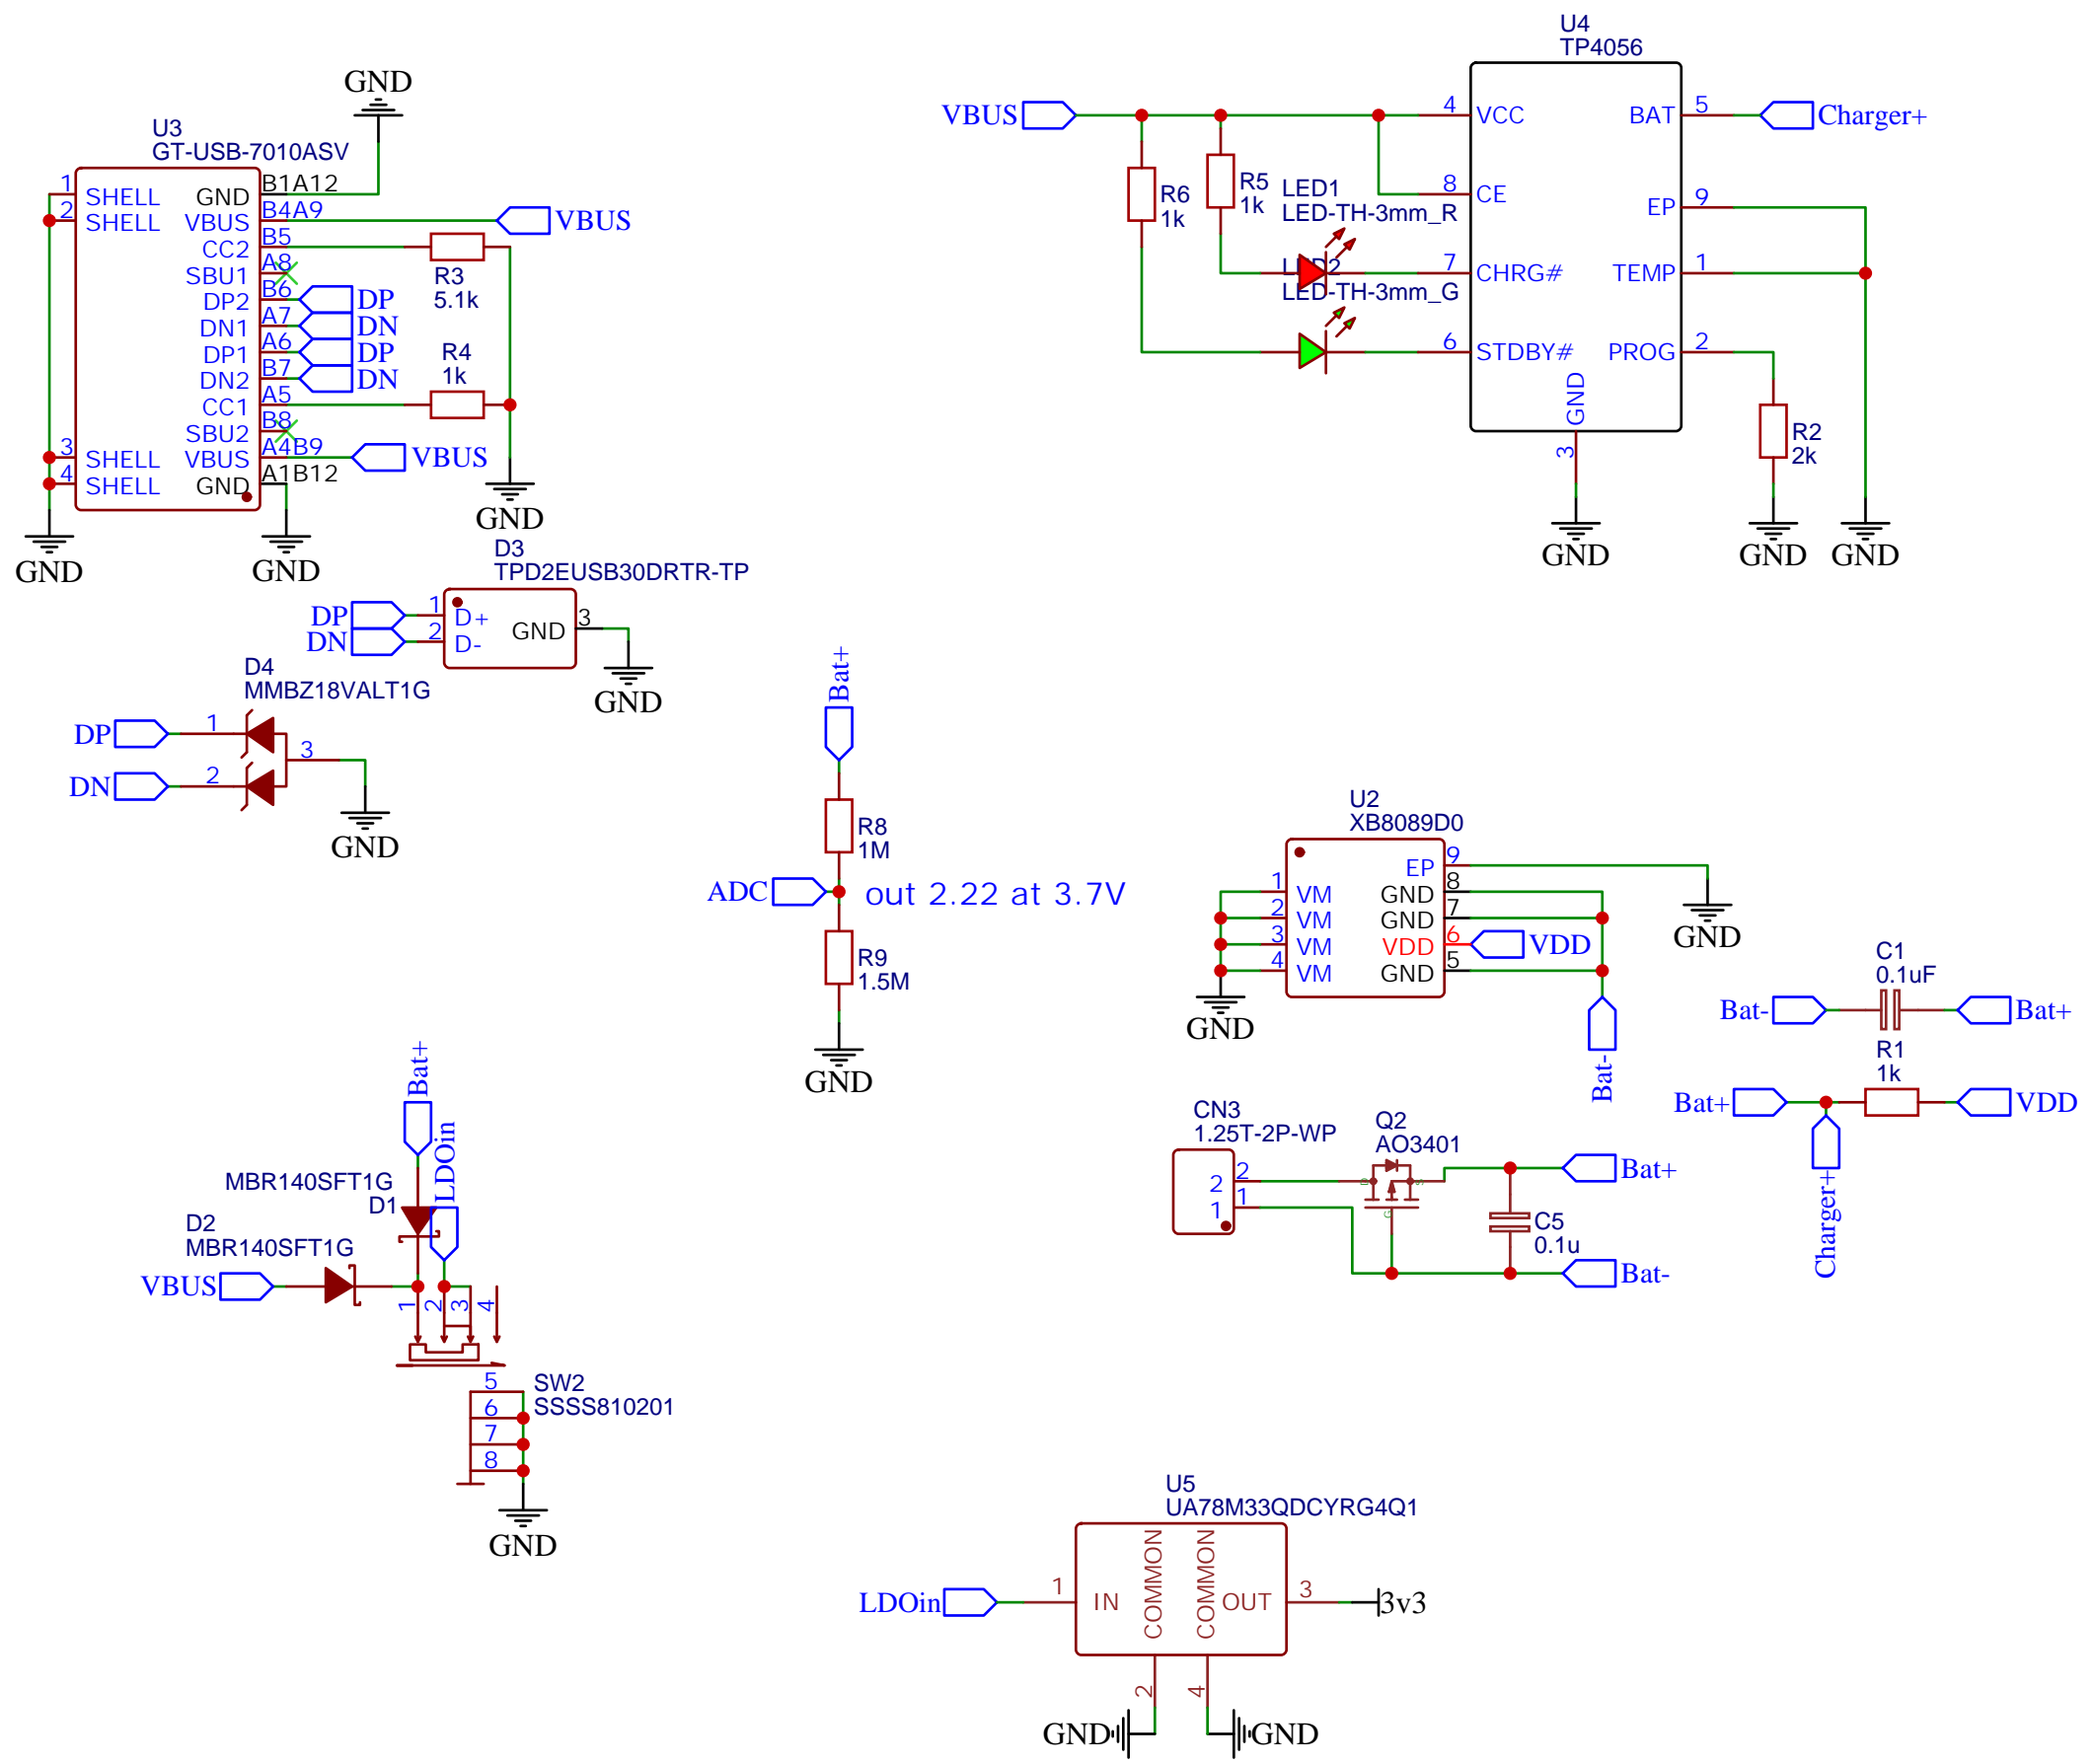 GND
U3
GT-USB-7010ASV
1 SHELL GND B1A12
2 SHELL VBUS B4A9 VBUS
CC2 B5
SBU1 A8
R3
5.1k
DP2 B6 DP
DN1 A7 DN
DP1 A6 DP
DN2 B7 DN
R4
1k
CC1 A5
SBU2 B8
3 SHELL VBUS A4B9 VBUS
4 SHELL GND A1B12
GND
GND
GND
U4
TP4056
VBUS
4 VCC BAT 5 Charger+
8 CE EP 9
7 CHRG# TEMP 1
6 STDBY# PROG 2
GND
3
R6
1k
R5
1k
LED1
LED-TH-3mm_R
LED2
LED-TH-3mm_G
R2
2k
GND
GND
GND
D3
TPD2EUSB30DRTR-TP
DP 1 D+
DN 2 D-
GND 3
GND
D4
MMBZ18VALT1G
DP 1
DN 2
3
GND
Bat+
R8
1M
ADC
out 2.22 at 3.7V
R9
1.5M
GND
U2
XB8089D0
EP 9
1 VM GND 8
2 VM GND 7
3 VM VDD 6 VDD
4 VM GND 5
GND
GND
Bat-
C1
0.1uF
Bat- Bat+
R1
1k
Bat+ VDD
Charger+
CN3
1.25T-2P-WP
2 2
1 1
Q2
AO3401
D S
G
Bat+
C5
0.1u
Bat-
Bat+
LDOin
MBR140SFT1G
D1
D2
MBR140SFT1G
VBUS
1 2 3 4
5
6
7
8
SW2
SSSS810201
GND
U5
UA78M33QDCYRG4Q1
LDOin 1 IN COMMON COMMON OUT 3 3v3
2 4
GND GND